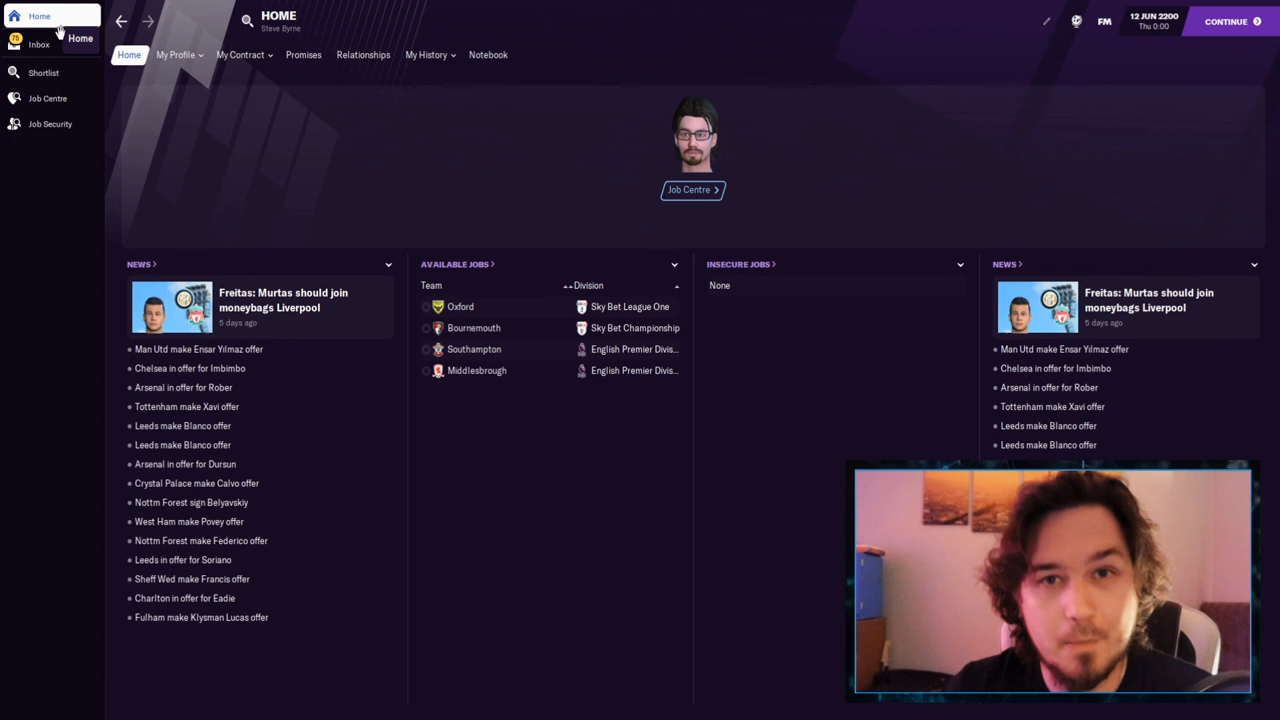 Home
75
Inbox
Home
Shortlist
Job Centre
Job Security
HOME
Steve Byrne
FM
12 JUN 2200
Thu 0:00
CONTINUE
Home
My Profile
My Contract
Promises
Relationships
My History
Notebook
Job Centre
NEWS
Freitas: Murtas should join
moneybags Liverpool
5 days ago
Man Utd make Ensar Yılmaz offer
Chelsea in offer for Imbimbo
Arsenal in offer for Rober
Tottenham make Xavi offer
Leeds make Blanco offer
Leeds make Blanco offer
Arsenal in offer for Dursun
Crystal Palace make Calvo offer
Nottm Forest sign Belyavskiy
West Ham make Povey offer
Nottm Forest make Federico offer
Leeds in offer for Soriano
Sheff Wed make Francis offer
Charlton in offer for Eadie
Fulham make Klysman Lucas offer
AVAILABLE JOBS
Team Division
Oxford Sky Bet League One
Bournemouth Sky Bet Championship
Southampton English Premier Divis...
Middlesbrough English Premier Divis...
INSECURE JOBS
None
NEWS
Freitas: Murtas should join
moneybags Liverpool
5 days ago
Man Utd make Ensar Yılmaz offer
Chelsea in offer for Imbimbo
Arsenal in offer for Rober
Tottenham make Xavi offer
Leeds make Blanco offer
Leeds make Blanco offer